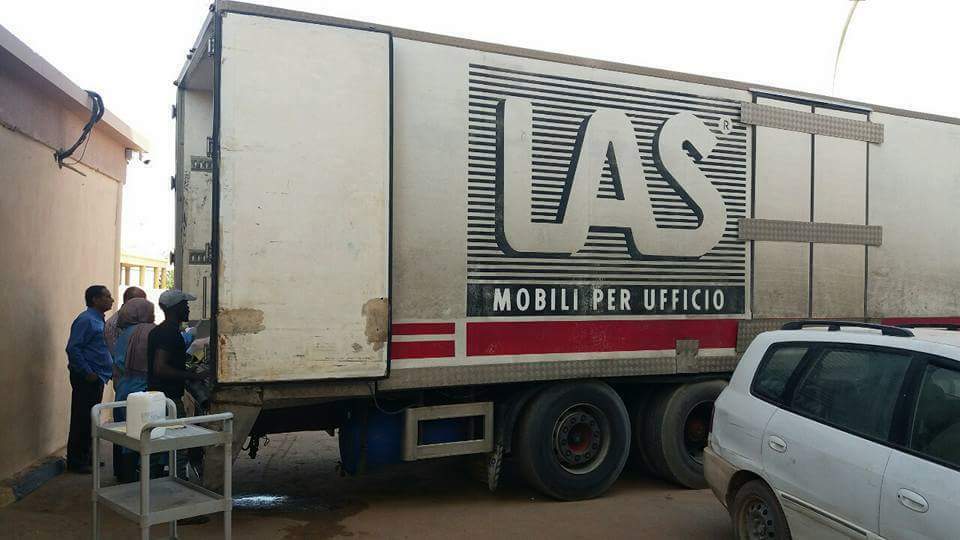 LAS®
MOBILI PER UFFICIO